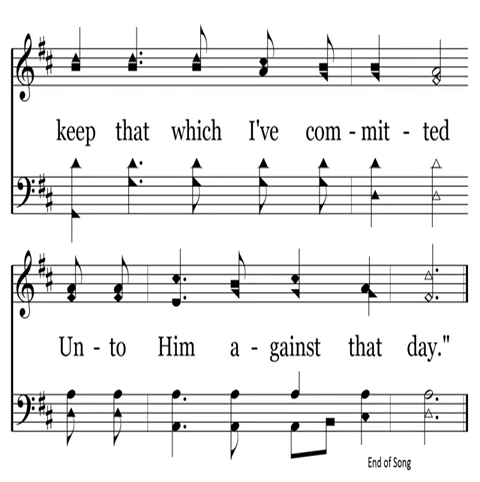 keep that which I've com - mit - ted
Un - to Him a - gainst that day."
End of Song